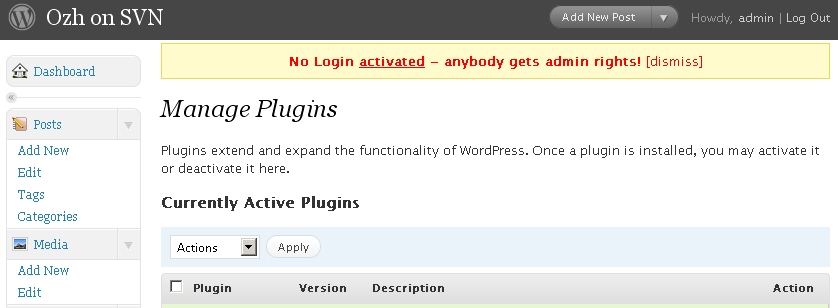 Ozh on SVN
Add New Post
Howdy, admin | Log Out
No Login activated – anybody gets admin rights! [dismiss]
Dashboard
Posts
Add New
Edit
Tags
Categories
Media
Add New
Edit
Manage Plugins
Plugins extend and expand the functionality of WordPress. Once a plugin is installed, you may activate it
or deactivate it here.
Currently Active Plugins
Actions
Apply
Plugin Version Description Action